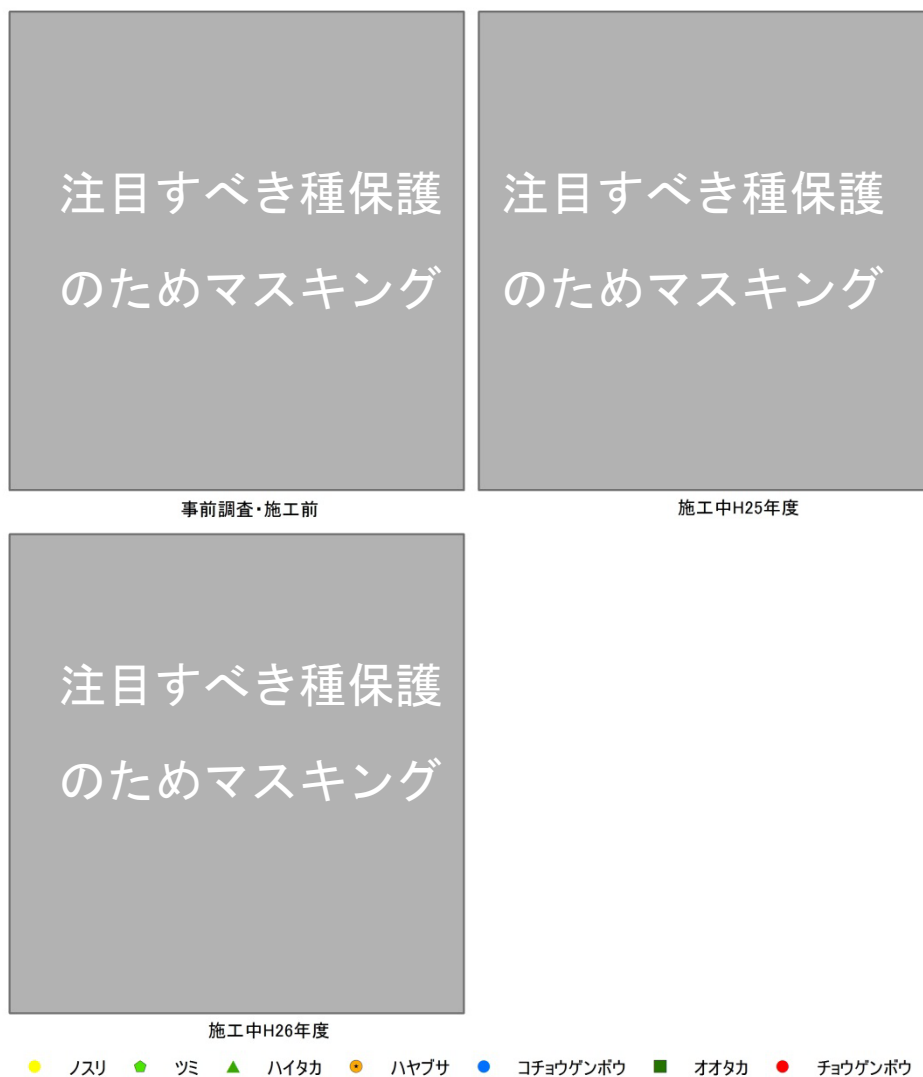 注目すべき種保護
のためマスキング
事前調査・施工前
注目すべき種保護
のためマスキング
施工中H25年度
注目すべき種保護
のためマスキング
施工中H26年度
ノスリ ツミ ハイタカ ハヤブサ コチョウゲンボウ オオタカ チョウゲンボウ